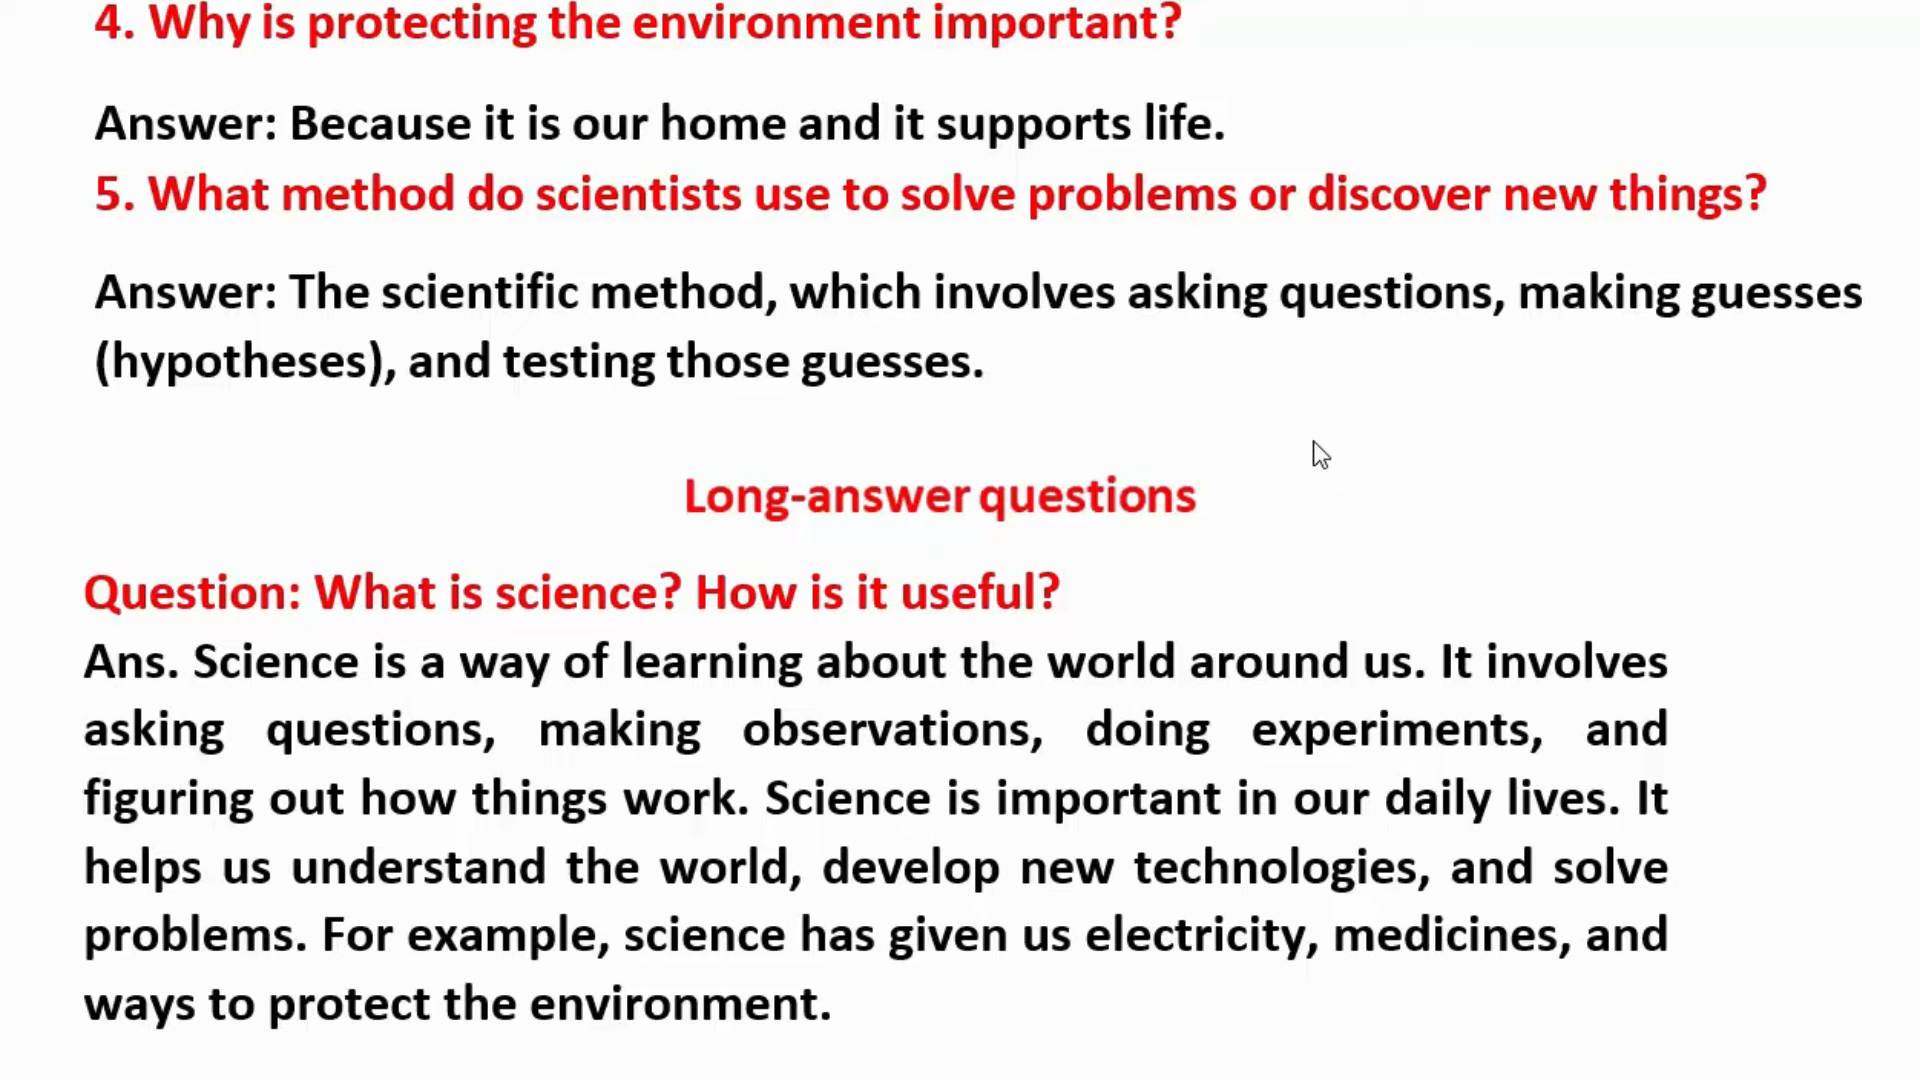 4. Why is protecting the environment important?
Answer: Because it is our home and it supports life.
5. What method do scientists use to solve problems or discover new things?
Answer: The scientific method, which involves asking questions, making guesses
(hypotheses), and testing those guesses.
Long-answer questions
Question: What is science? How is it useful?
Ans. Science is a way of learning about the world around us. It involves
asking questions, making observations, doing experiments, and
figuring out how things work. Science is important in our daily lives. It
helps us understand the world, develop new technologies, and solve
problems. For example, science has given us electricity, medicines, and
ways to protect the environment.